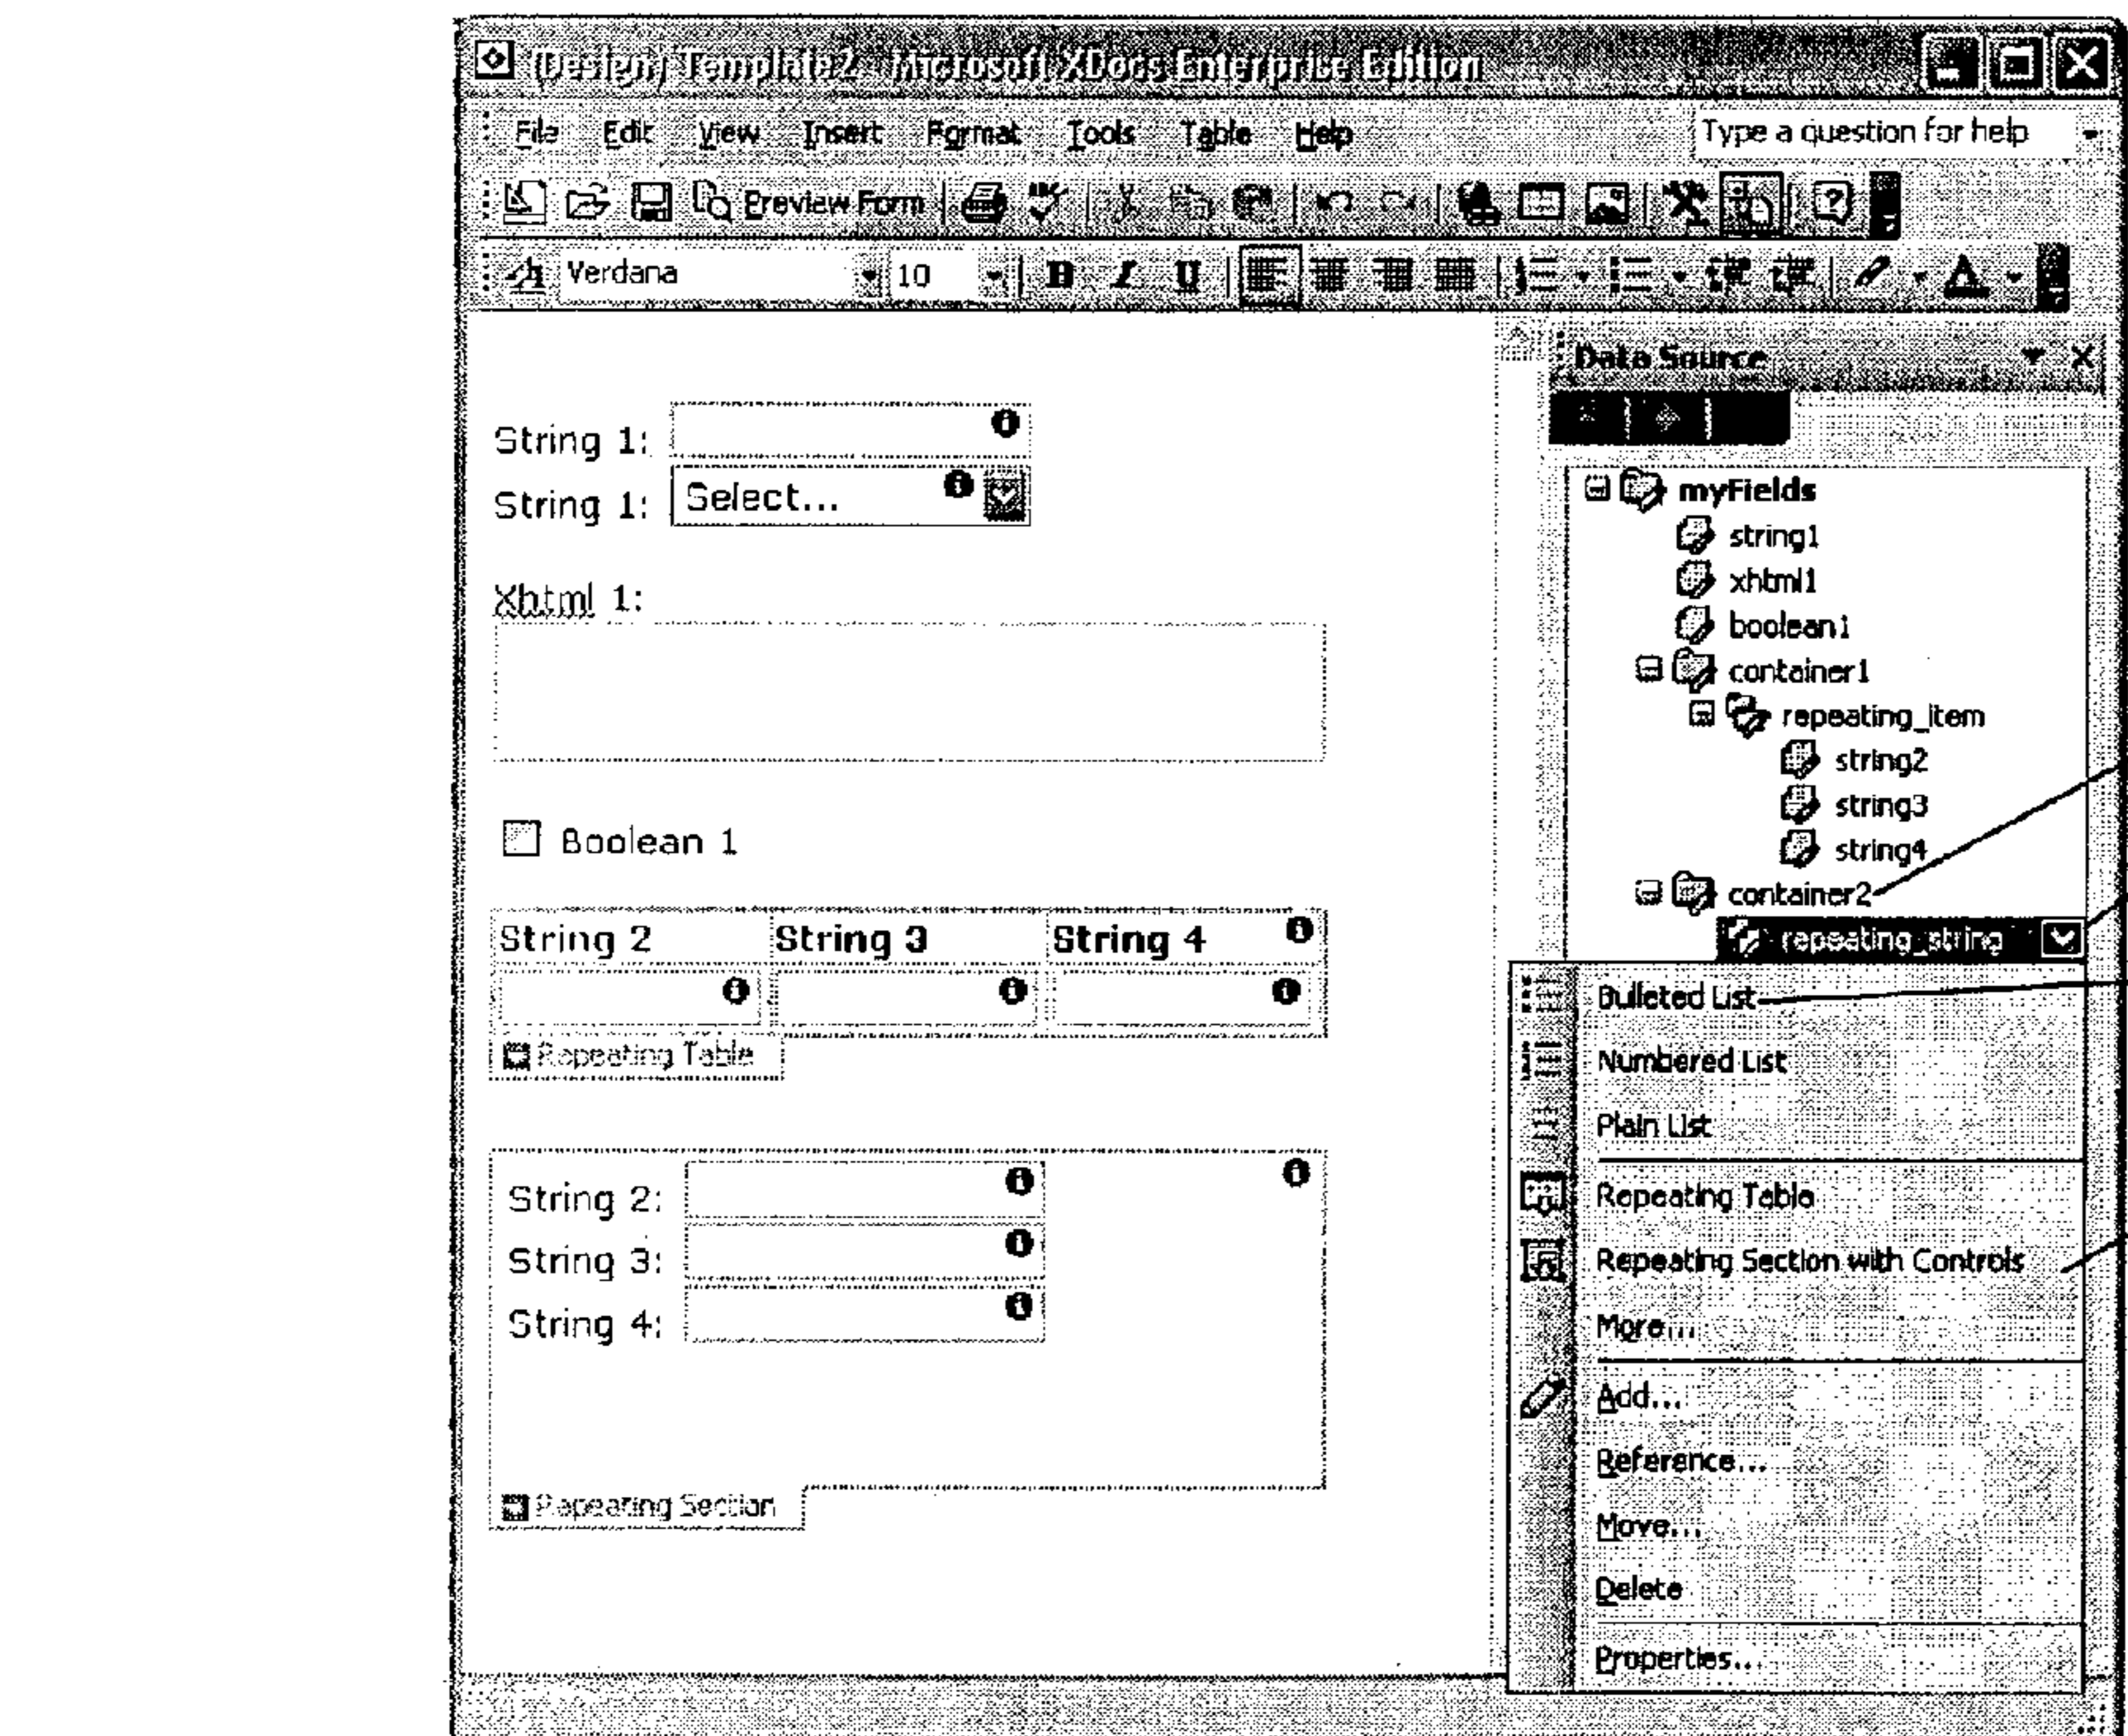 (Design) Template2 - Microsoft XDocs Enterprise Edition
File Edit View Insert Format Tools Table Help Type a question for help
Preview Form
Verdana 10 B I U A
Data Source
String 1:
String 1: Select...
Xhtml 1:
Boolean 1
String 2 String 3 String 4
Repeating Table
String 2:
String 3:
String 4:
Repeating Section
myFields
string1
xhtml1
boolean1
container1
repeating_item
string2
string3
string4
container2
repeating_string
Bulleted List
Numbered List
Plain List
Repeating Table
Repeating Section with Controls
More...
Add...
Reference...
Move...
Delete
Properties...